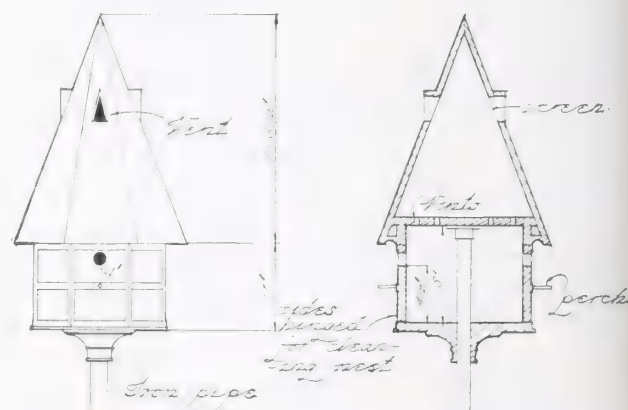 Vent
screen
Vents
perch
sides
hinged
for clean-
ing nest
Iron pipe